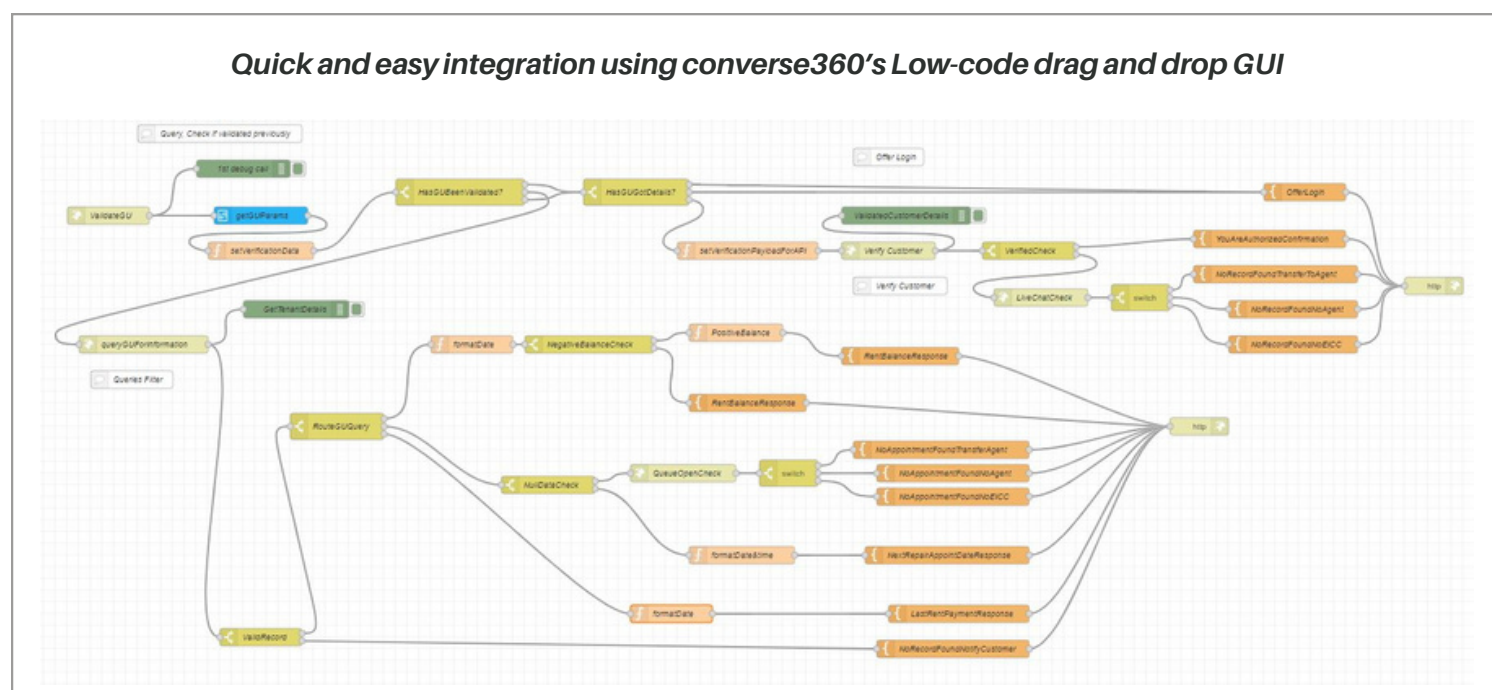 Quick and easy integration using converse360's Low-code drag and drop GUI
Query, Check if validated previously
1st debug call
ValidateGU
getGUParams
setVerificationData
HasGUBeenValidated?
HasGUGotDetails?
Offer Login
OfferLogin
ValidatedCustomerDetails
setVerificationPayloadForAPI
Verify Customer
VerifiedCheck
YouAreAuthorizedConfirmation
Verify Customer
LiveChatCheck
switch
NoRecordFoundTransferToAgent
NoRecordFoundNoAgent
NoRecordFoundNoEICC
http
GetTenantDetails
queryGUForInformation
Queries Filter
formatDate
NegativeBalanceCheck
PositiveBalance
RentBalanceResponse
RentBalanceResponse
RouteGUQuery
http
NullDataCheck
QueueOpenCheck
switch
NoAppointmentFoundTransferAgent
NoAppointmentFoundNoAgent
NoAppointmentFoundNoEICC
formatDate&time
NextRepairAppointDateResponse
formatDate
LastRentPaymentResponse
ValidRecord
NoRecordFoundNotifyCustomer